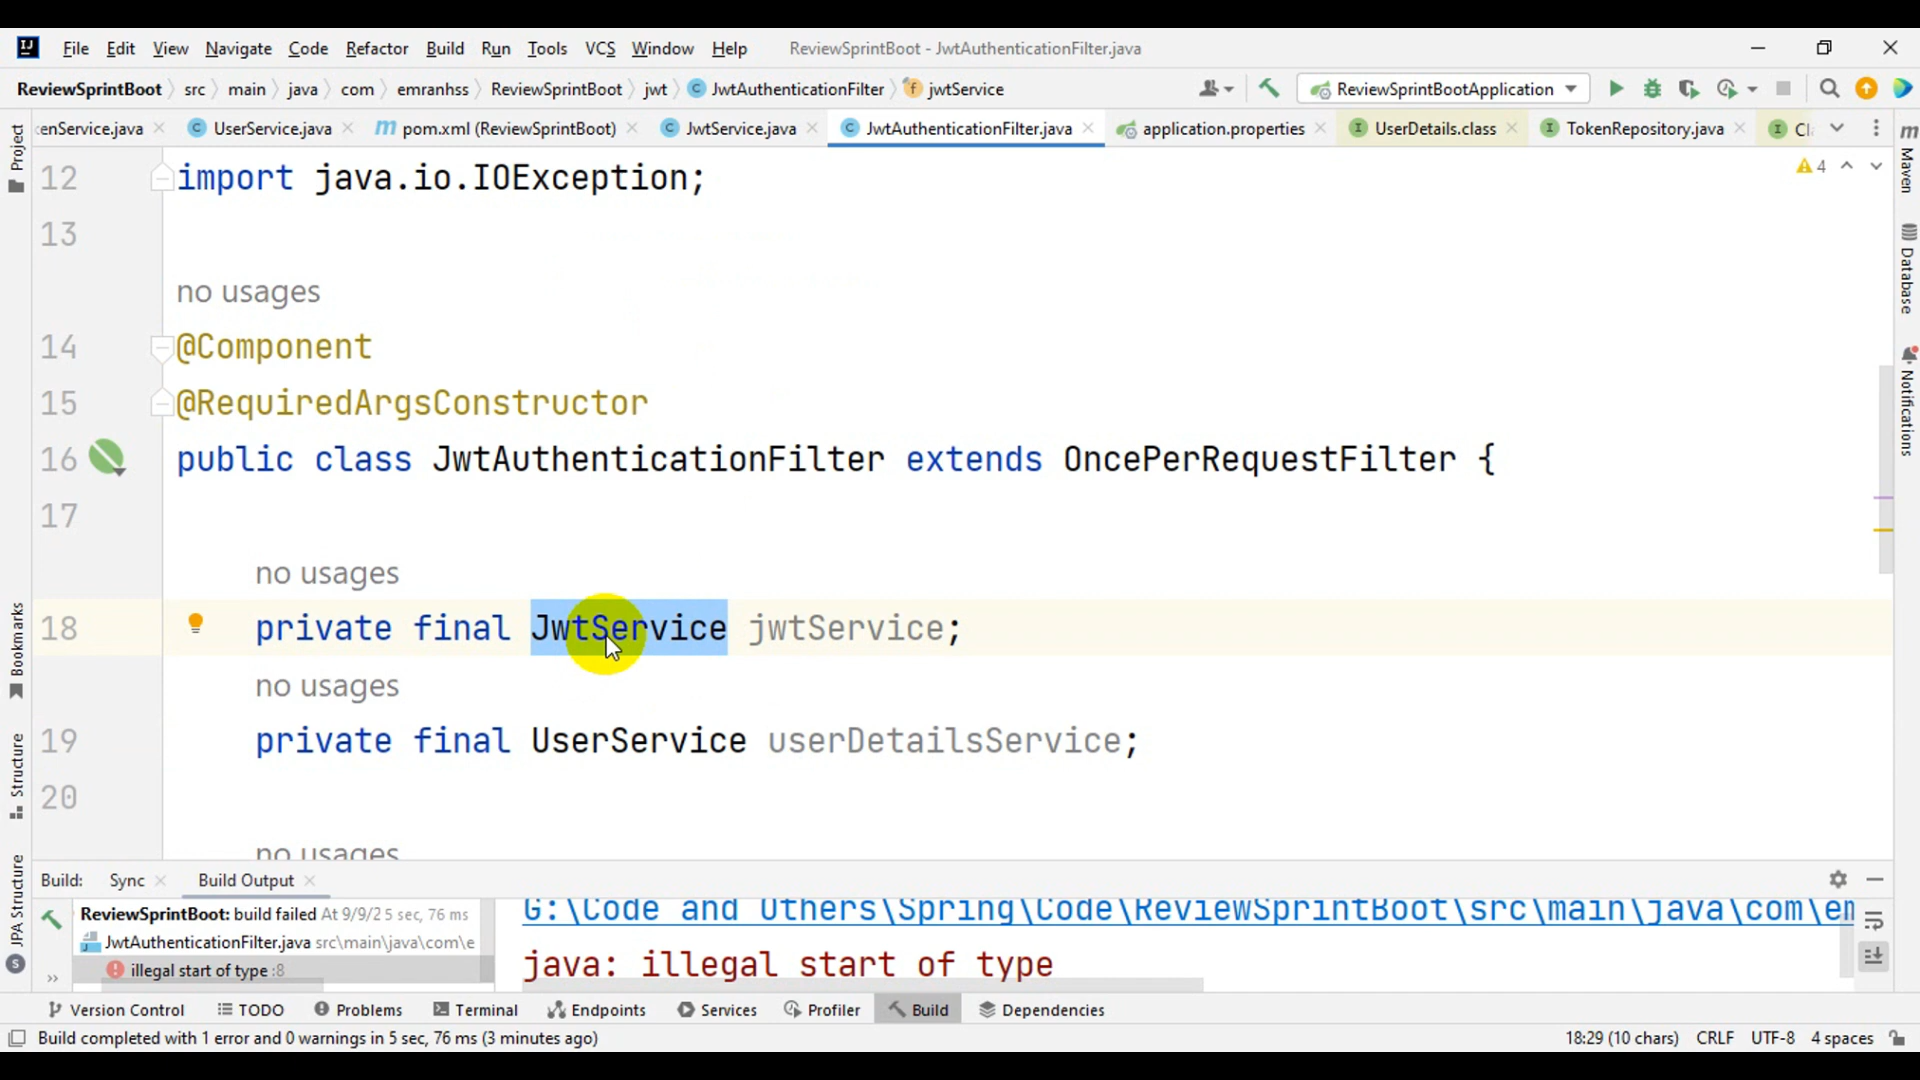 File Edit View Navigate Code Refactor Build Run Tools VCS Window Help ReviewSprintBoot - JwtAuthenticationFilter.java
ReviewSprintBoot src main java com emranhss ReviewSprintBoot jwt JwtAuthenticationFilter jwtService ReviewSprintBootApplication
enService.java UserService.java pom.xml (ReviewSprintBoot) JwtService.java JwtAuthenticationFilter.java application.properties UserDetails.class TokenRepository.java Cl
12 import java.io.IOException; 4
13
no usages
14 @Component
15 @RequiredArgsConstructor
16 public class JwtAuthenticationFilter extends OncePerRequestFilter {
17
no usages
18 private final JwtService jwtService;
no usages
19 private final UserService userDetailsService;
20
no usages
Project
Bookmarks
Structure
JPA Structure
Maven
Database
Notifications
Build: Sync Build Output
ReviewSprintBoot: build failed At 9/9/2 5 sec, 76 ms
JwtAuthenticationFilter.java src\main\java\com\e
illegal start of type :8
G:\Code and Others\Spring\Code\ReviewSprintBoot\src\main\java\com\em
java: illegal start of type
Version Control TODO Problems Terminal Endpoints Services Profiler Build Dependencies
Build completed with 1 error and 0 warnings in 5 sec, 76 ms (3 minutes ago) 18:29 (10 chars) CRLF UTF-8 4 spaces